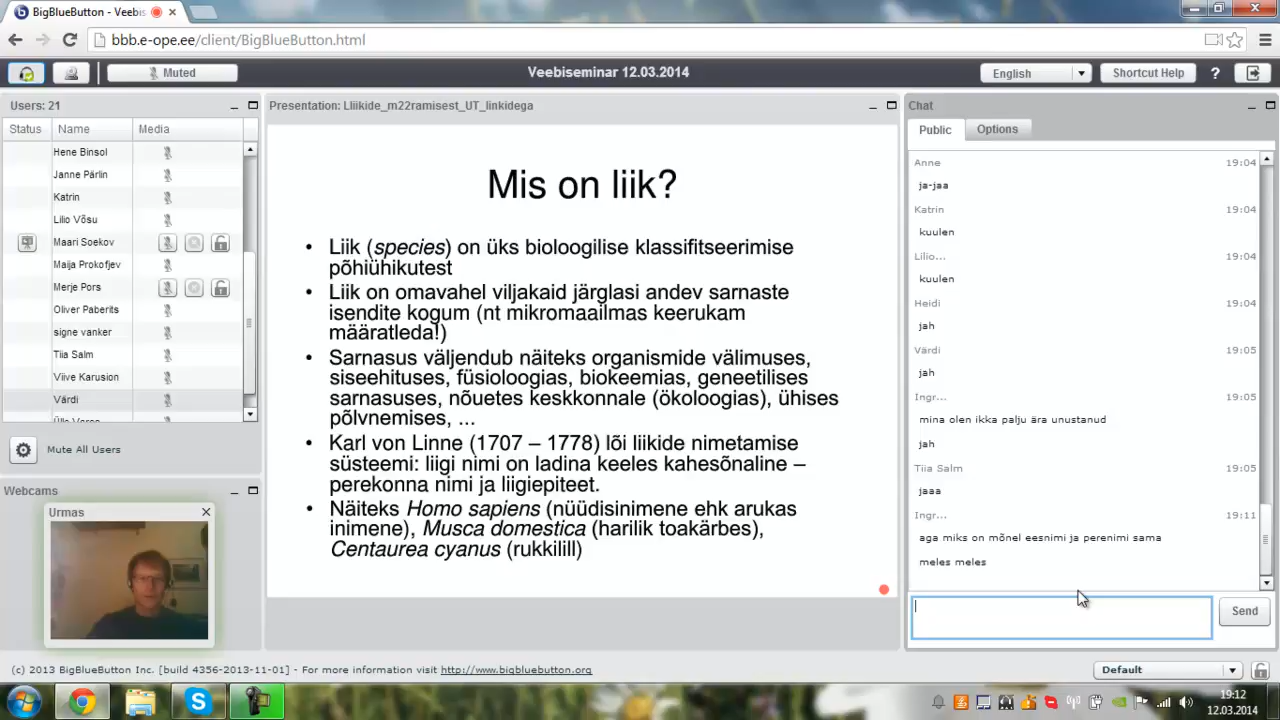 BigBlueButton - Veebis
bbb.e-ope.ee/client/BigBlueButton.html
Muted
Veebiseminar 12.03.2014
English
Shortcut Help
?
Users: 21
Status
Name
Media
Hene Binsol
Janne Pärlin
Katrin
Lilio Võsu
Maari Soekov
Maija Prokofjev
Merje Pors
Oliver Paberits
signe vanker
Tiia Salm
Viive Karusion
Värdi
Mute All Users
Webcams
Urmas
Presentation: Lliikide_m22ramisest_UT_linkidega
Mis on liik?
• Liik (species) on üks bioloogilise klassifitseerimise
põhiühikutest
• Liik on omavahel viljakaid järglasi andev sarnaste
isendite kogum (nt mikromaailmas keerukam
määratleda!)
• Sarnasus väljendub näiteks organismide välimuses,
siseehituses, füsioloogias, biokeemias, geneetilises
sarnasuses, nõuetes keskkonnale (ökoloogias), ühises
põlvnemises, ...
• Karl von Linne (1707 – 1778) lõi liikide nimetamise
süsteemi: liigi nimi on ladina keeles kahesõnaline –
perekonna nimi ja liigiepiteet.
• Näiteks Homo sapiens (nüüdisinimene ehk arukas
inimene), Musca domestica (harilik toakärbes),
Centaurea cyanus (rukkilill)
Chat
Public
Options
Anne 19:04
ja-jaa
Katrin 19:04
kuulen
Lilio... 19:04
kuulen
Heidi 19:04
jah
Värdi 19:05
jah
Ingr... 19:05
mina olen ikka palju ära unustanud
jah
Tiia Salm 19:05
jaaa
Ingr... 19:11
aga miks on mõnel eesnimi ja perenimi sama
meles meles
Send
(c) 2013 BigBlueButton Inc. [build 4356-2013-11-01] - For more information visit http://www.bigbluebutton.org
Default
19:12
12.03.2014